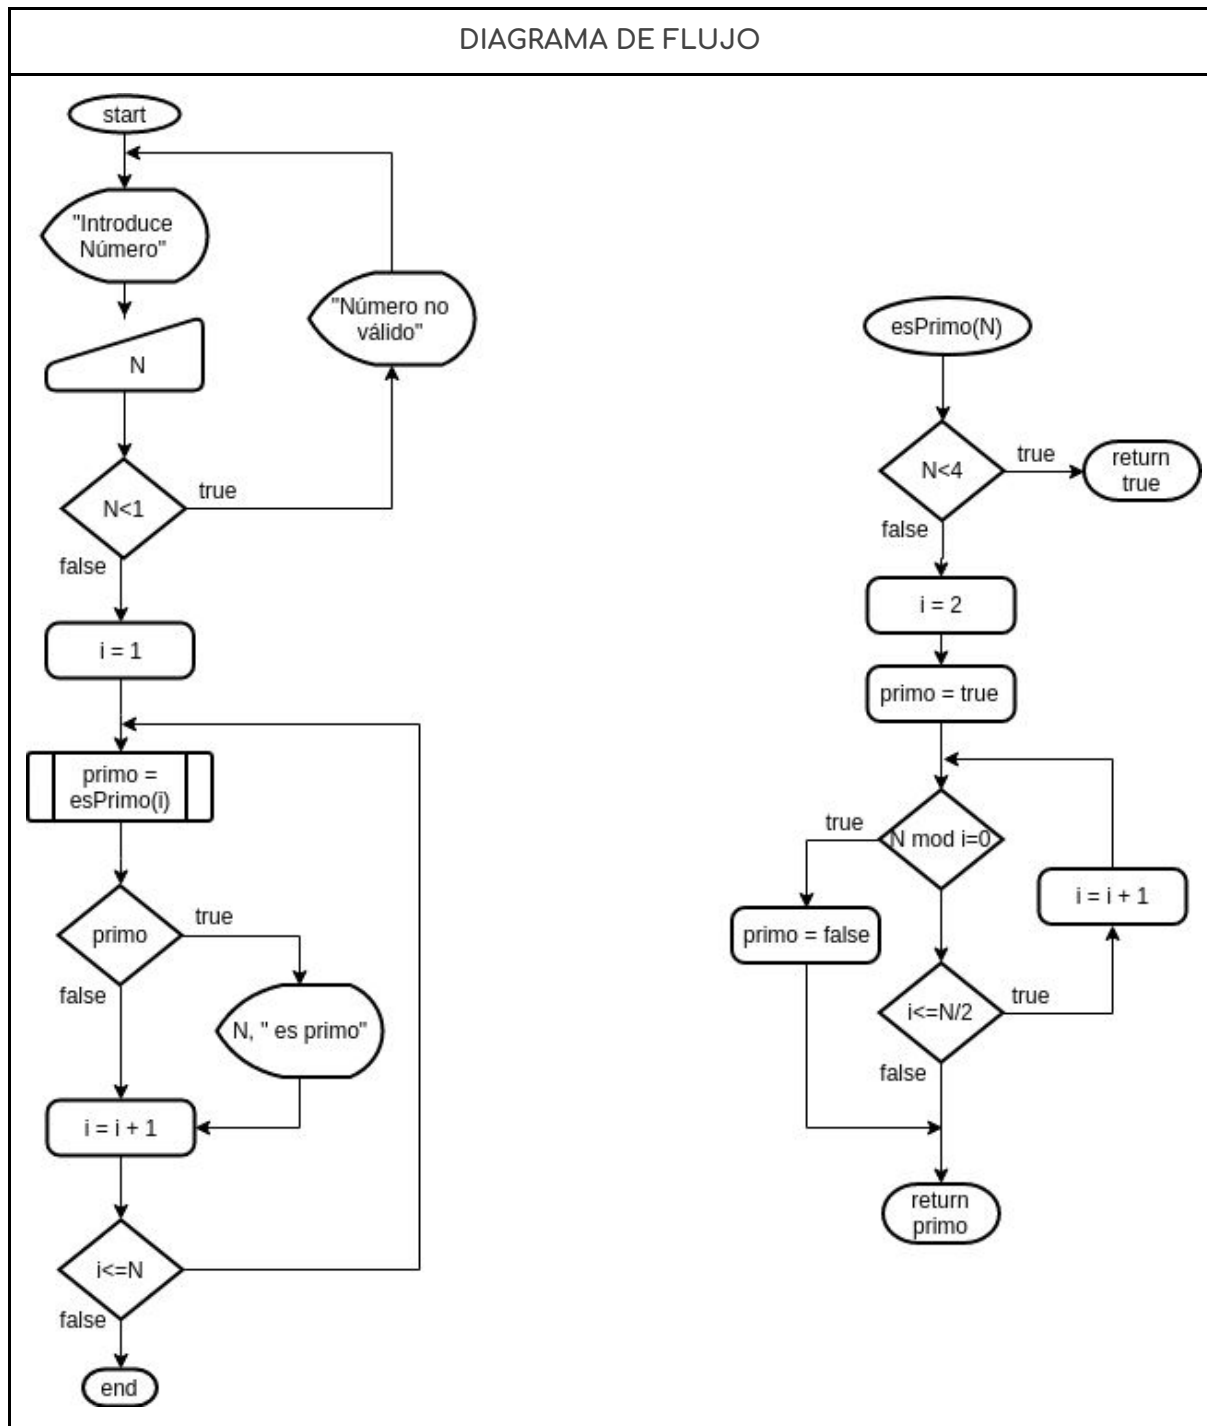 DIAGRAMA DE FLUJO
start
"Introduce
Número"
"Número no
válido"
N
N<1
true
false
i = 1
primo =
esPrimo(i)
primo
true
false
N, " es primo"
i = i + 1
i<=N
false
end
esPrimo(N)
N<4
true
return
true
false
i = 2
primo = true
N mod i=0
true
i = i + 1
primo = false
i<=N/2
true
false
return
primo